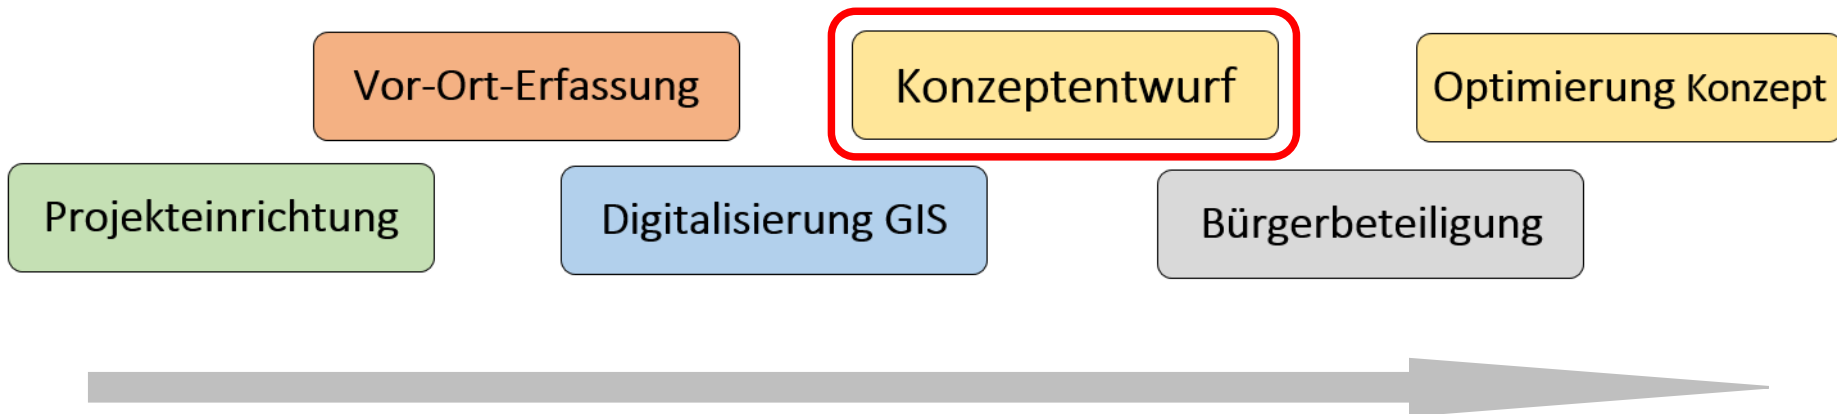 Vor-Ort-Erfassung
Konzeptentwurf
Optimierung Konzept
Projekteinrichtung
Digitalisierung GIS
Bürgerbeteiligung